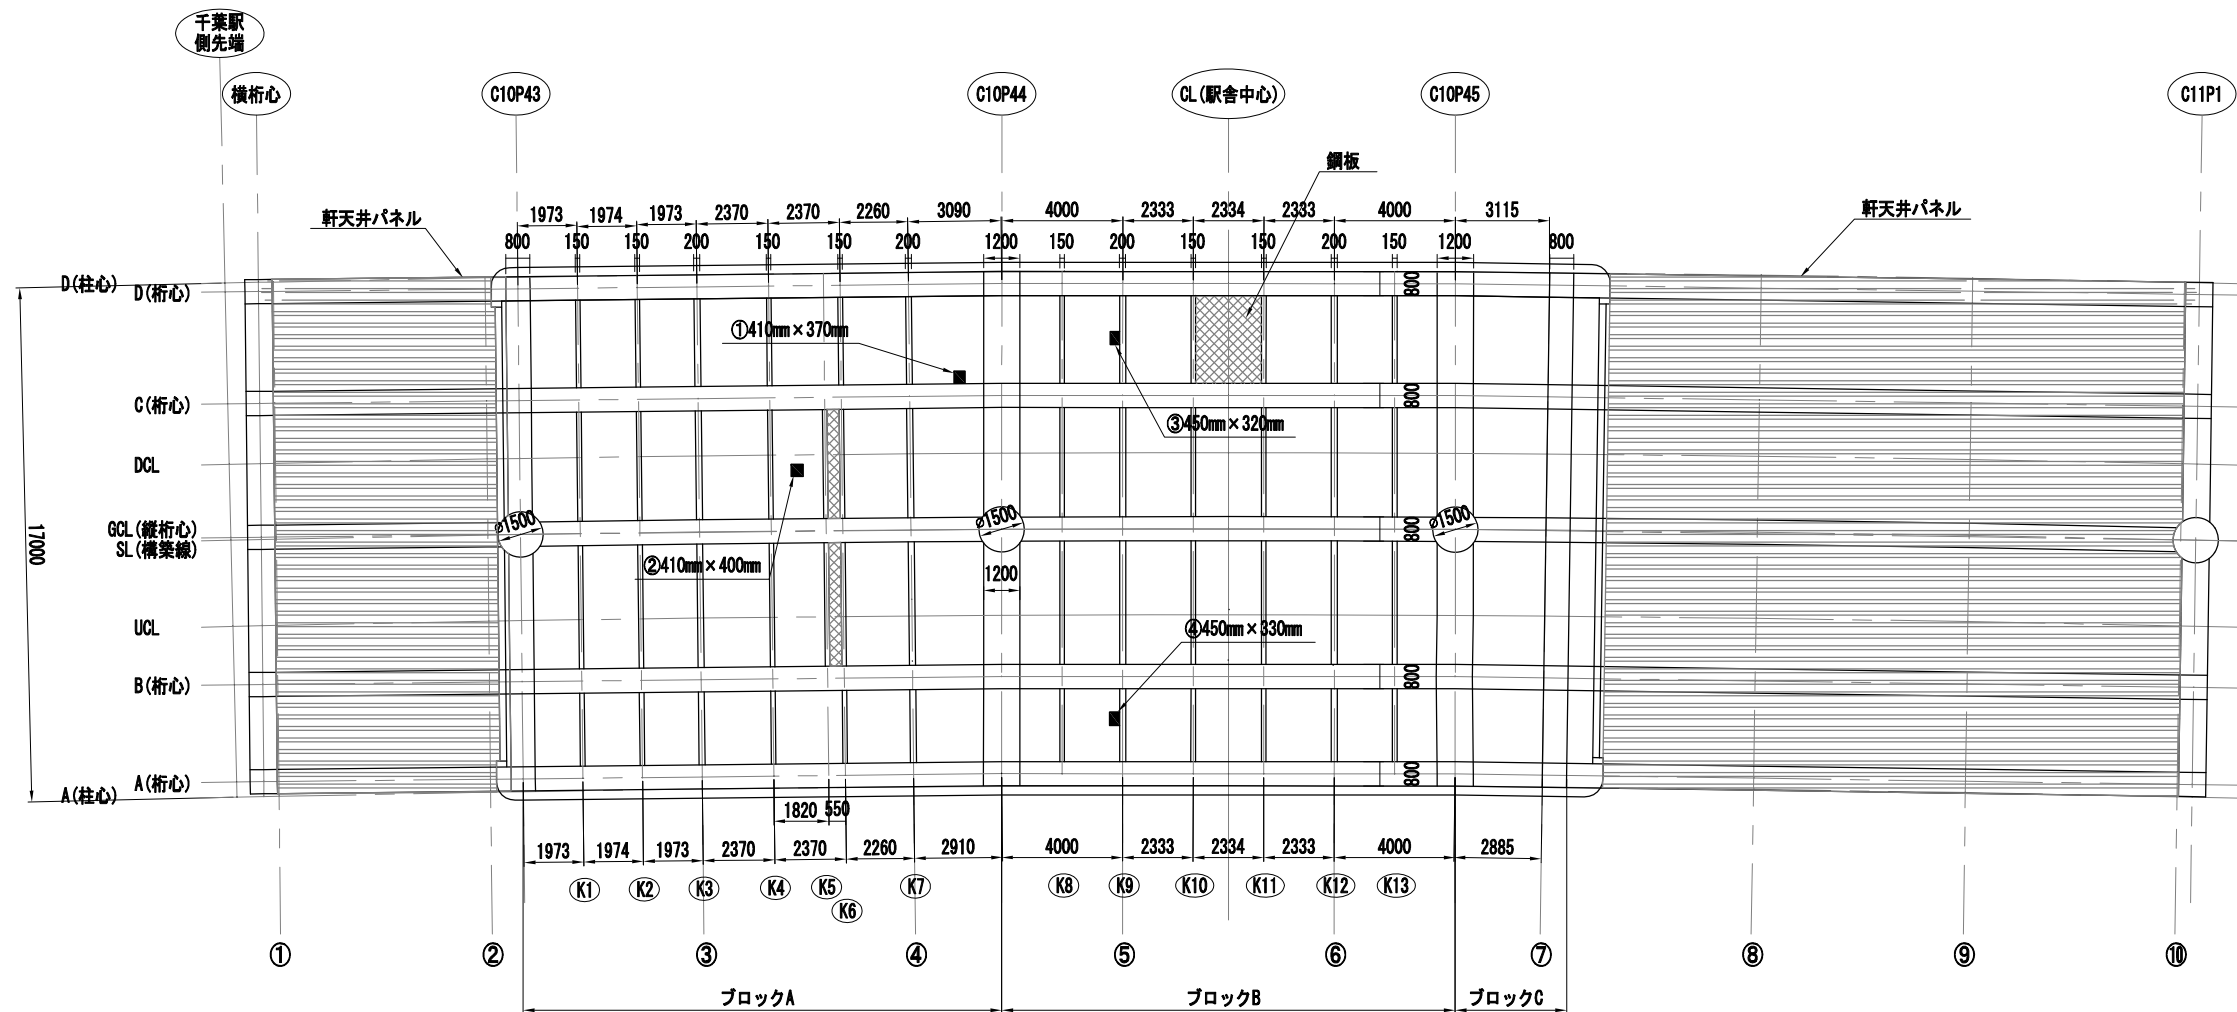 千葉駅
側先端
横桁心
C10P43
C10P44
CL(駅舎中心)
C10P45
C11P1
鋼板
軒天井パネル
軒天井パネル
1973 1974 1973 2370 2370 2260 3090 4000 2333 2334 2333 4000 3115
800 150 150 200 150 150 200 1200 150 200 150 150 200 150 1200 800
D(柱心)
D(桁心)
800
①410mm×370mm
C(桁心)
800
③450mm×320mm
DCL
GCL(縦桁心)
SL(構築線)
⌀1500
⌀1500
⌀1500
800
17000
②410mm×400mm
1200
UCL
④450mm×330mm
B(桁心)
800
A(桁心)
A(柱心)
800
1820 550
1973 1974 1973 2370 2370 2260 2910 4000 2333 2334 2333 4000 2885
K1 K2 K3 K4 K5 K6 K7 K8 K9 K10 K11 K12 K13
① ② ③ ④ ⑤ ⑥ ⑦ ⑧ ⑨ ⑩
ブロックA
ブロックB
ブロックC